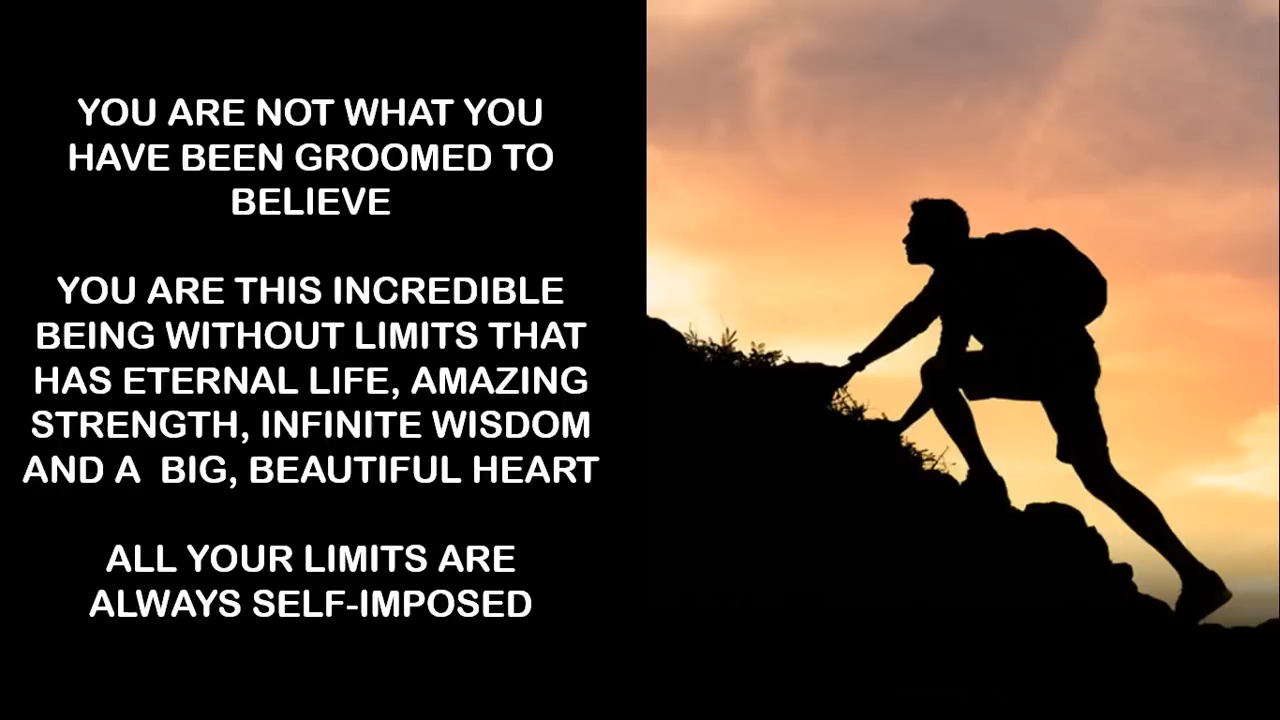 YOU ARE NOT WHAT YOU
HAVE BEEN GROOMED TO
BELIEVE
YOU ARE THIS INCREDIBLE
BEING WITHOUT LIMITS THAT
HAS ETERNAL LIFE, AMAZING
STRENGTH, INFINITE WISDOM
AND A  BIG, BEAUTIFUL HEART
ALL YOUR LIMITS ARE
ALWAYS SELF-IMPOSED